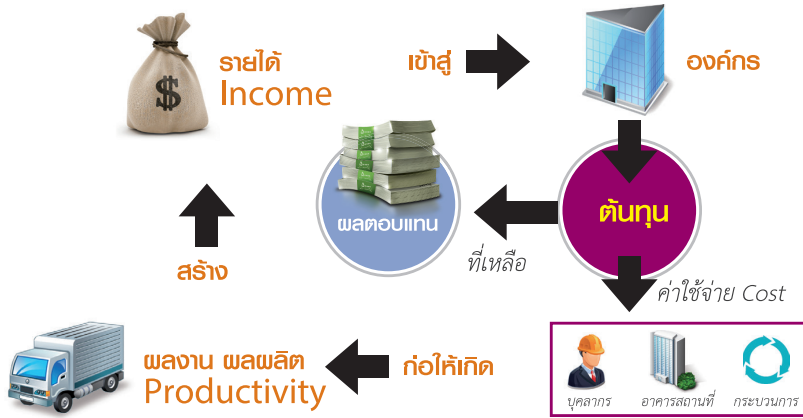 รายได้
Income
เข้าสู่
องค์กร
$
ผลตอบแทน
ต้นทุน
ที่เหลือ
สร้าง
ค่าใช้จ่าย Cost
ผลงาน ผลผลิต
Productivity
ก่อให้เกิด
บุคลากร อาคารสถานที่ กระบวนการ